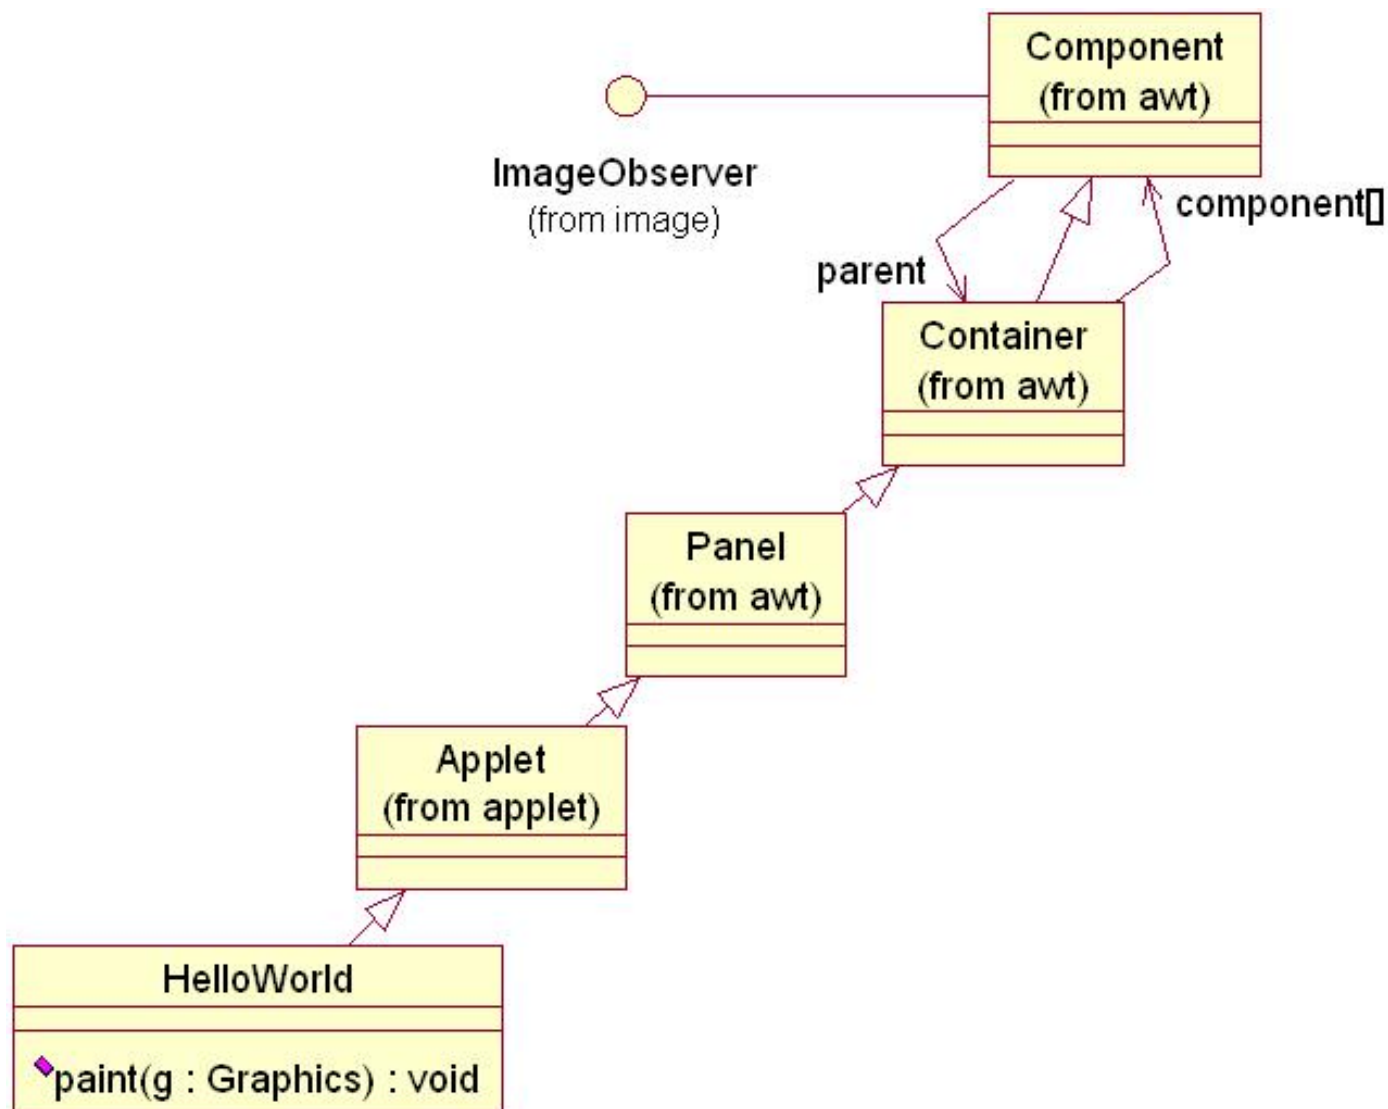 Component
(from awt)
ImageObserver
(from image)
component[]
parent
Container
(from awt)
Panel
(from awt)
Applet
(from applet)
HelloWorld
paint(g : Graphics) : void